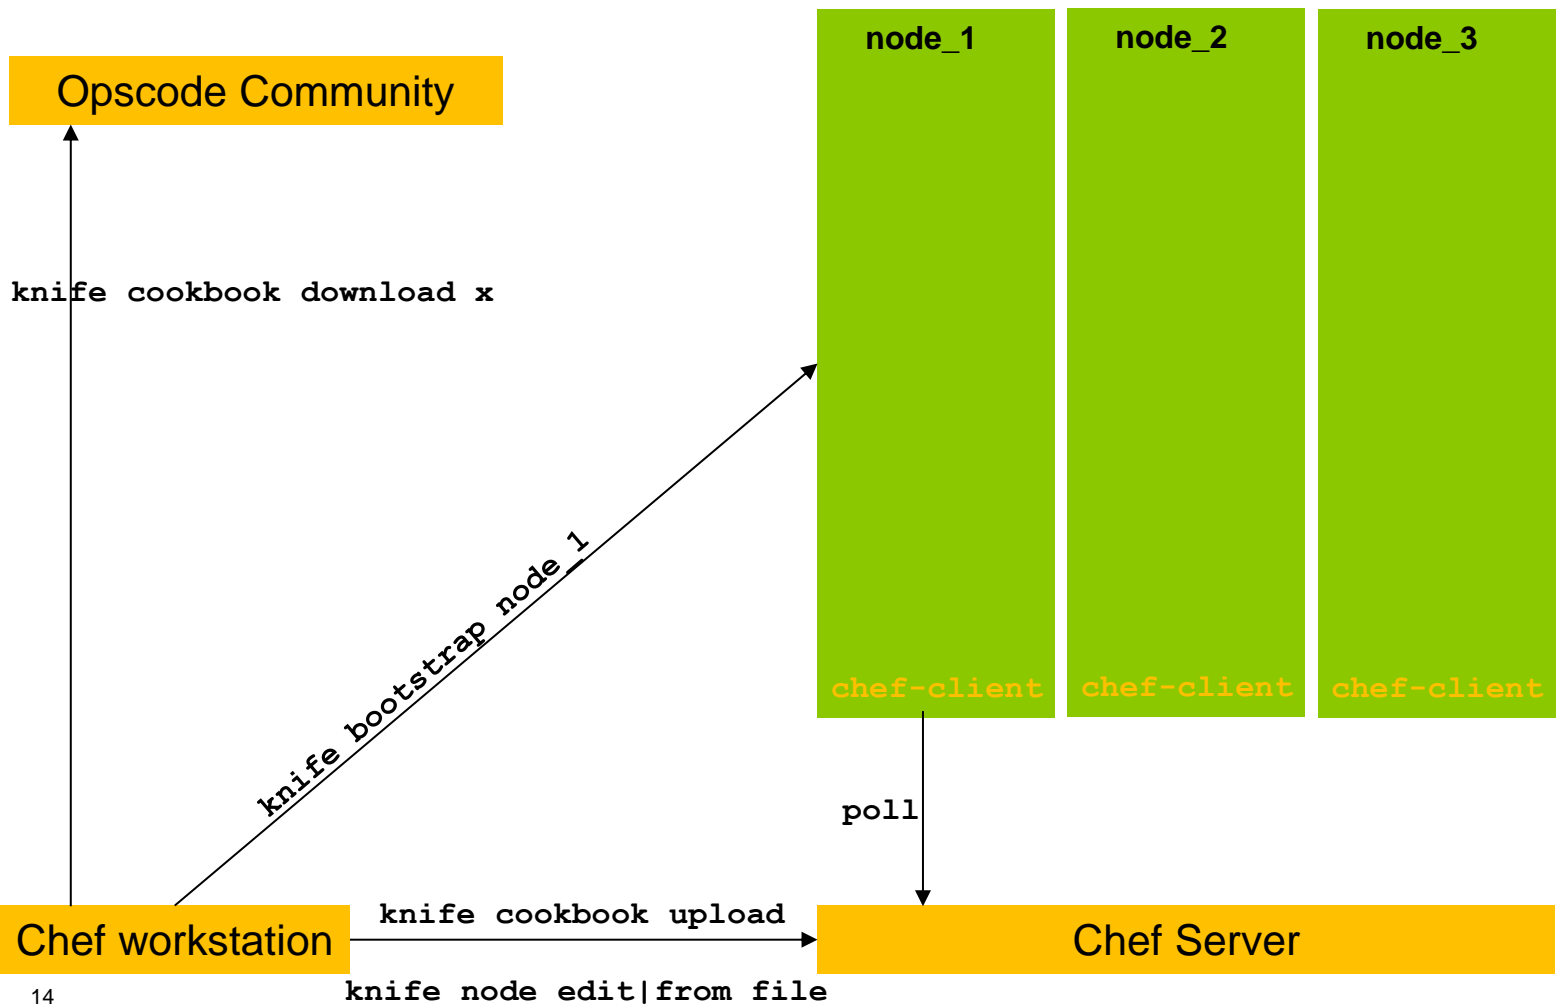 node_1
node_2
node_3
Opscode Community
knife cookbook download x
knife bootstrap node_1
chef-client
chef-client
chef-client
poll
knife cookbook upload
Chef workstation
Chef Server
knife node edit|from file
14